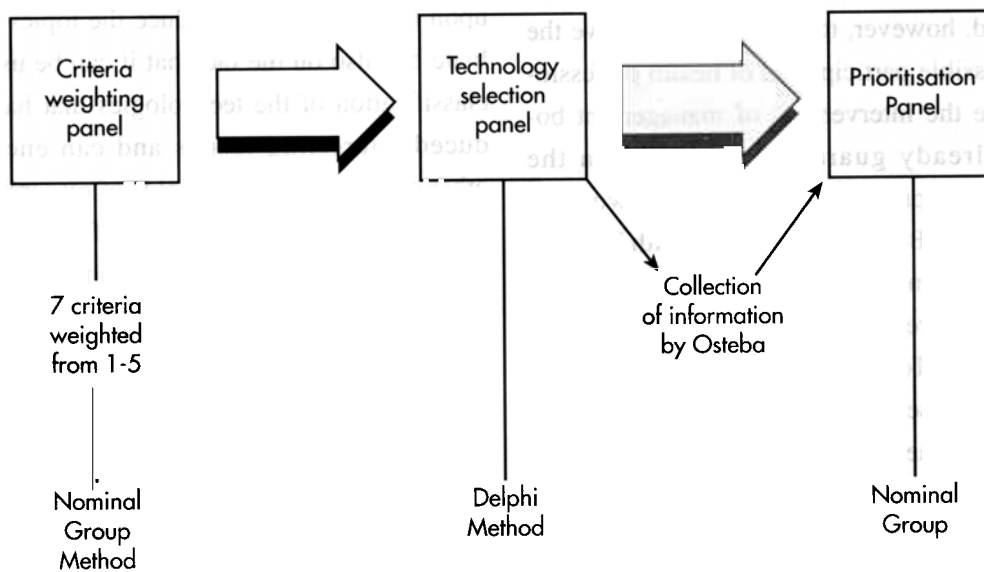 Criteria
weighting
panel
Technology
selection
panel
Prioritisation
Panel
7 criteria
weighted
from 1-5
Collection
of information
by Osteba
Nominal
Group
Method
Delphi
Method
Nominal
Group